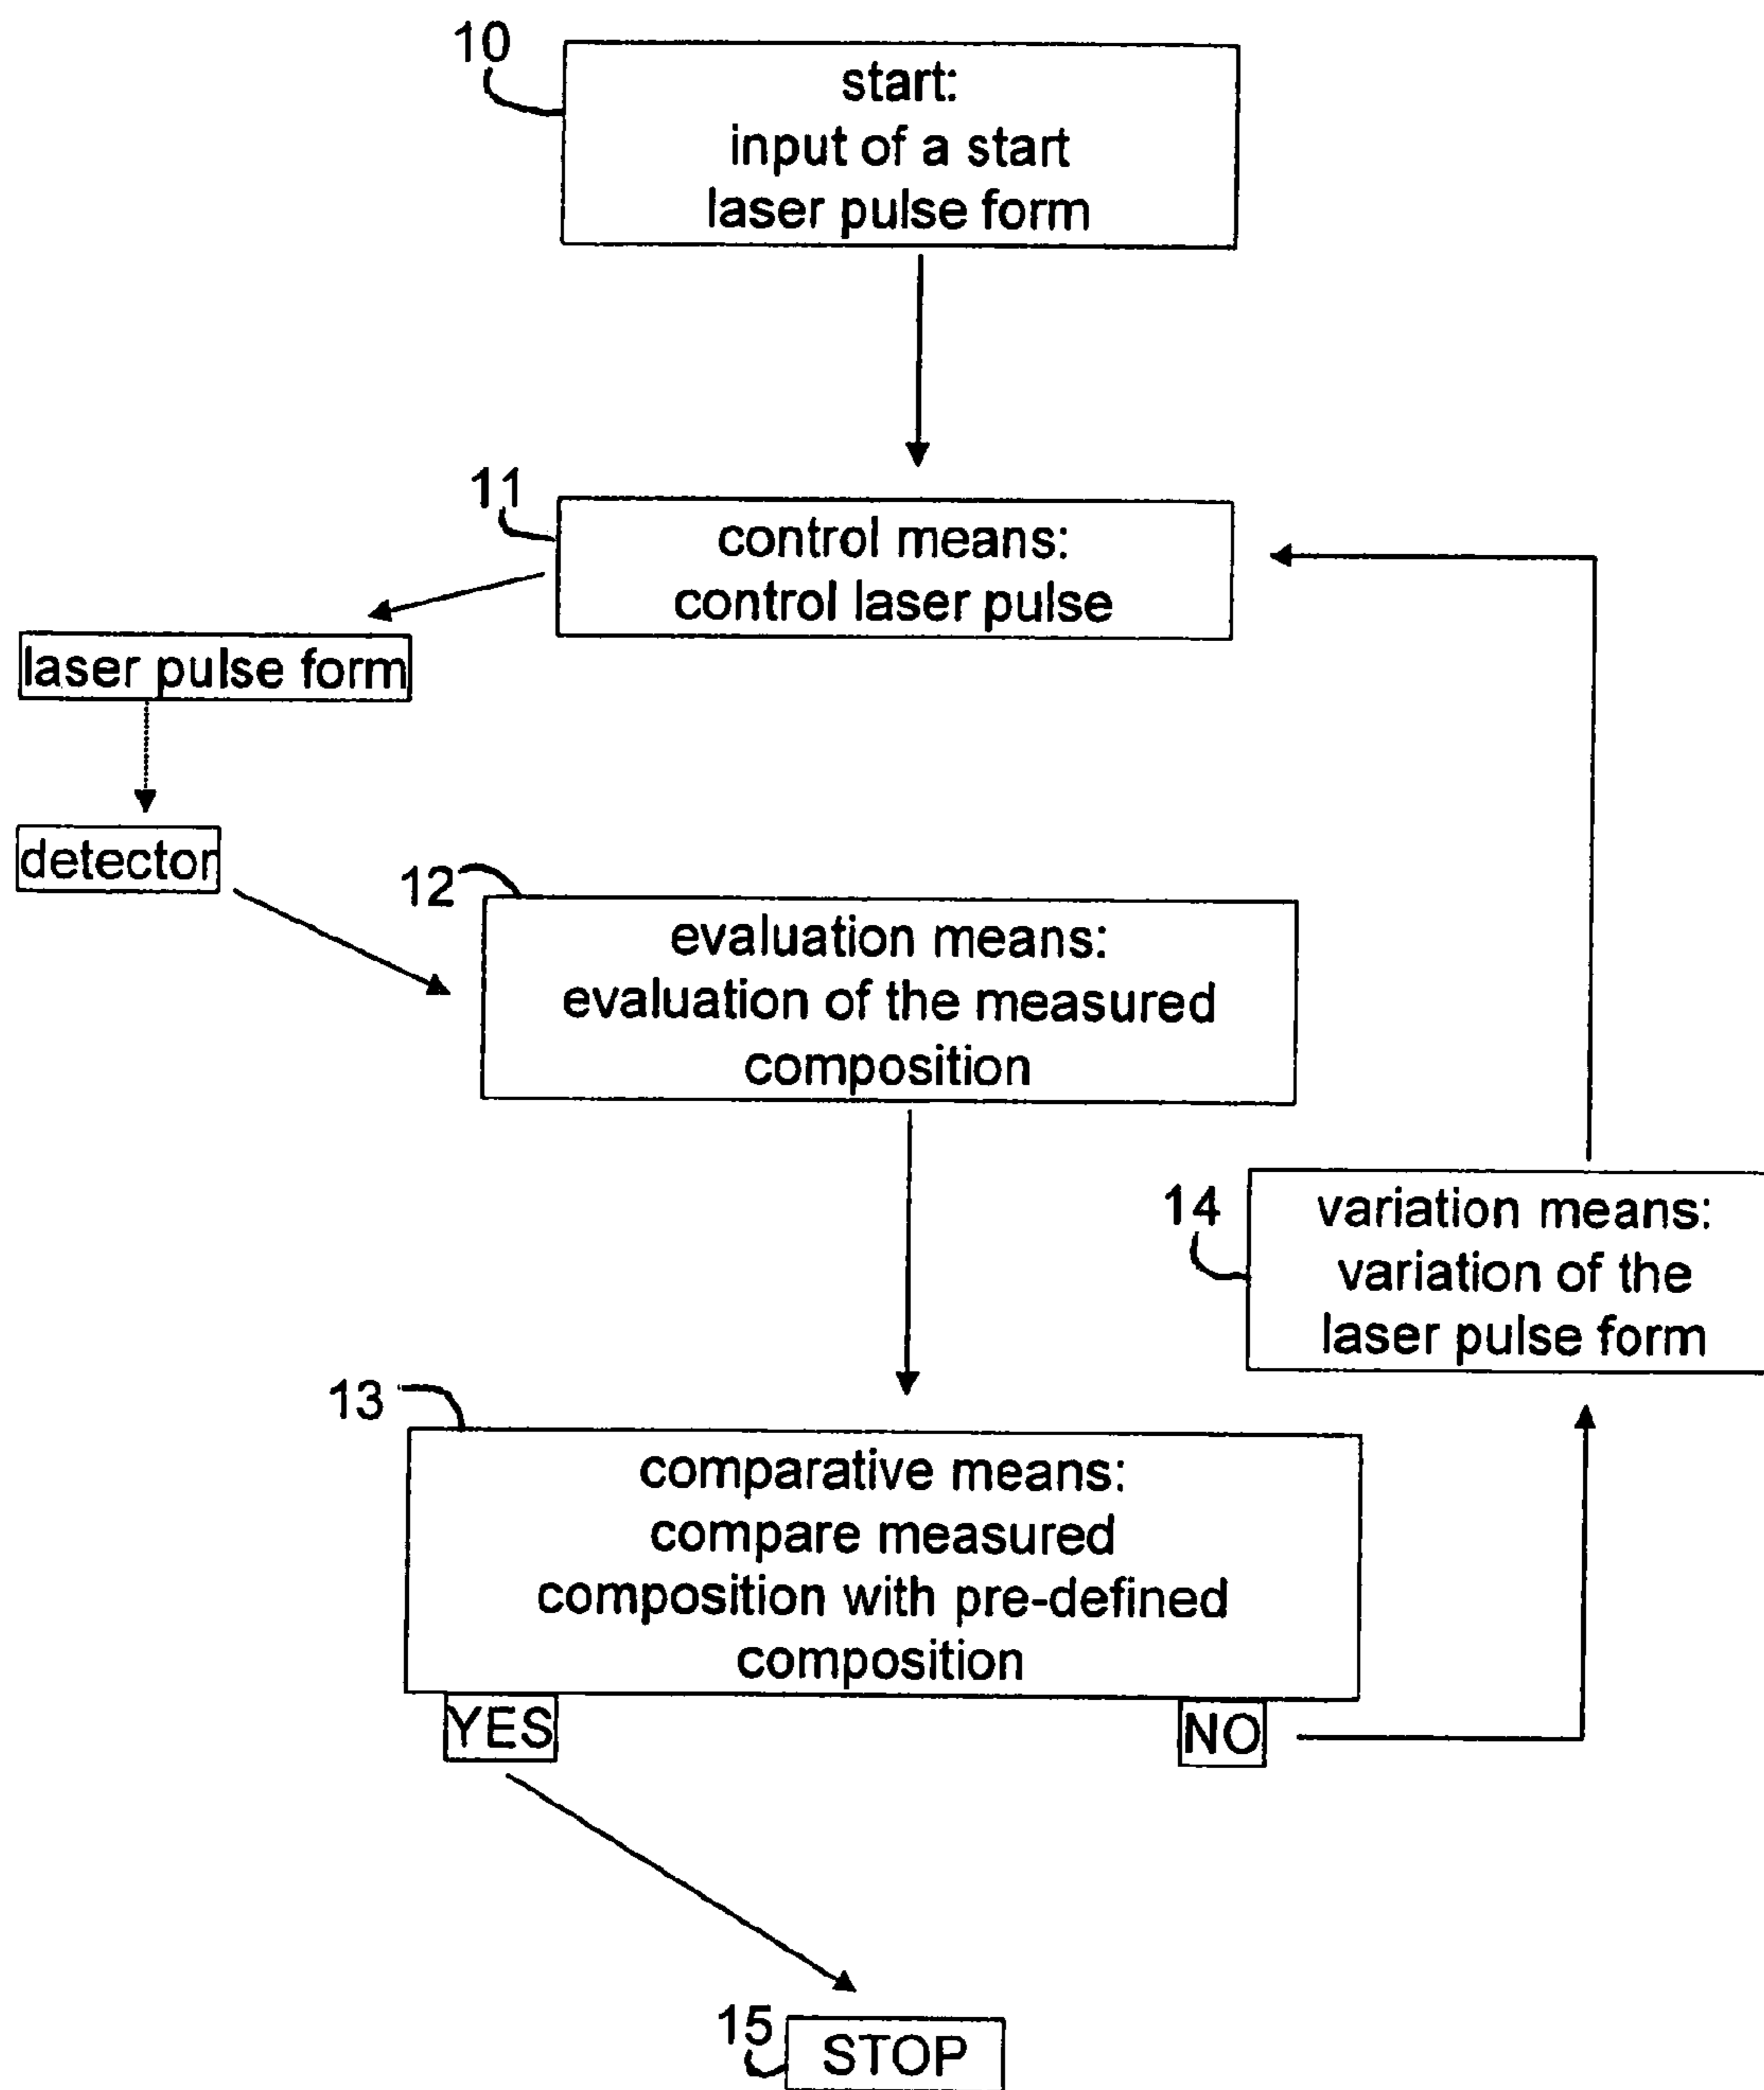 10
start:
input of a start
laser pulse form
11
control means:
control laser pulse
laser pulse form
detector
12
evaluation means:
evaluation of the measured
composition
14
variation means:
variation of the
laser pulse form
13
comparative means:
compare measured
composition with pre-defined
composition
YES
NO
15
STOP